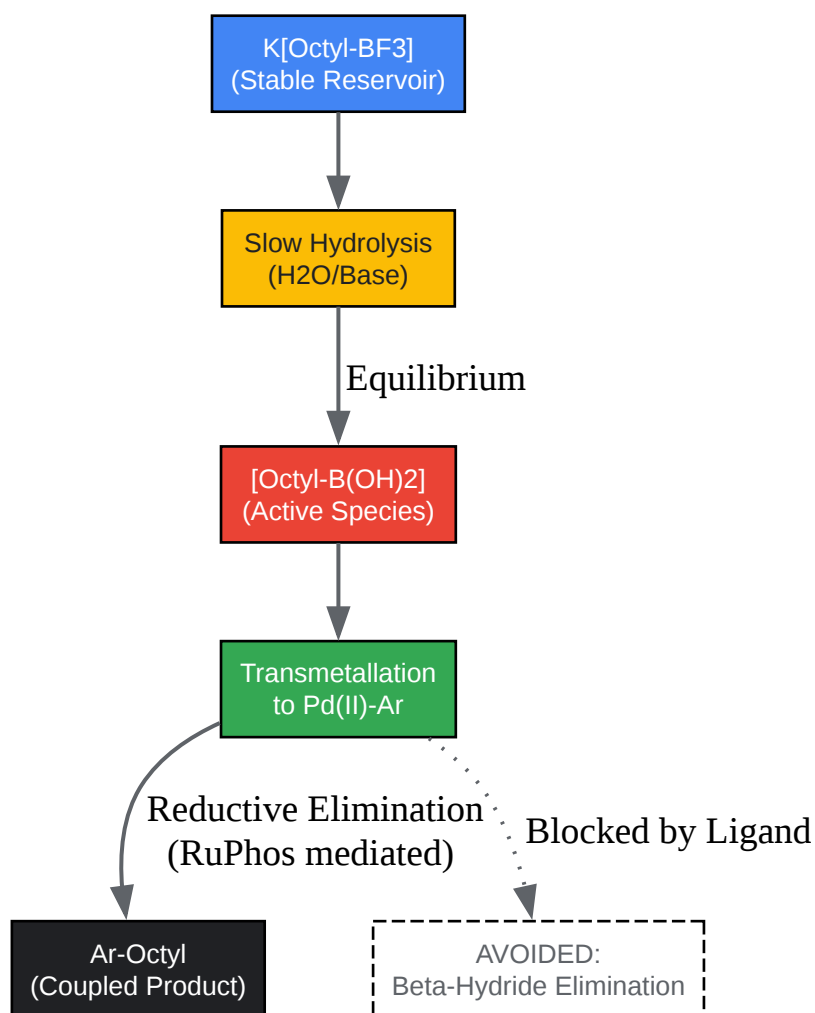 K[Octyl-BF3]
(Stable Reservoir)
Slow Hydrolysis
(H2O/Base)
Equilibrium
[Octyl-B(OH)2]
(Active Species)
Transmetallation
to Pd(II)-Ar
Reductive Elimination
(RuPhos mediated)
Blocked by Ligand
Ar-Octyl
(Coupled Product)
AVOIDED:
Beta-Hydride Elimination